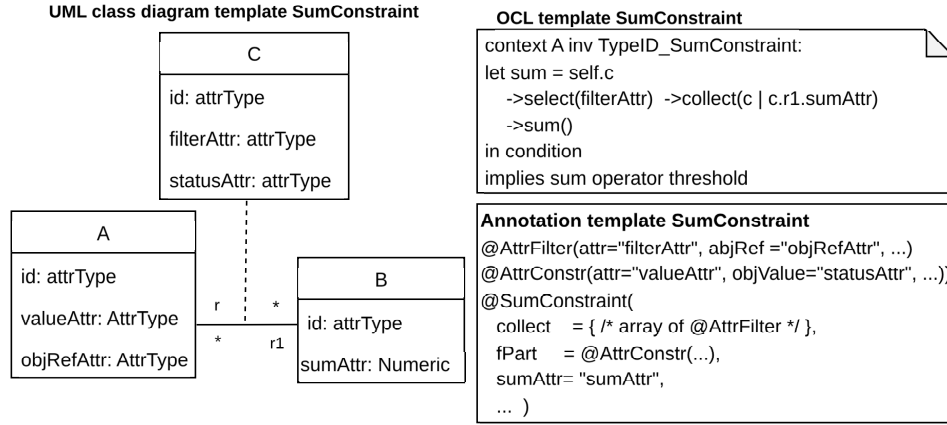 UML class diagram template SumConstraint
C
id: attrType
filterAttr: attrType
statusAttr: attrType
A
id: attrType
valueAttr: AttrType
objRefAttr: AttrType
r
*
*
r1
B
id: attrType
sumAttr: Numeric
OCL template SumConstraint
context A inv TypeID_SumConstraint:
let sum = self.c
->select(filterAttr) ->collect(c | c.r1.sumAttr)
->sum()
in condition
implies sum operator threshold
Annotation template SumConstraint
@AttrFilter(attr="filterAttr", abjRef ="objRefAttr", ...)
@AttrConstr(attr="valueAttr", objValue="statusAttr", ...))
@SumConstraint(
collect = { /* array of @AttrFilter */ },
fPart = @AttrConstr(...),
sumAttr= "sumAttr",
... )